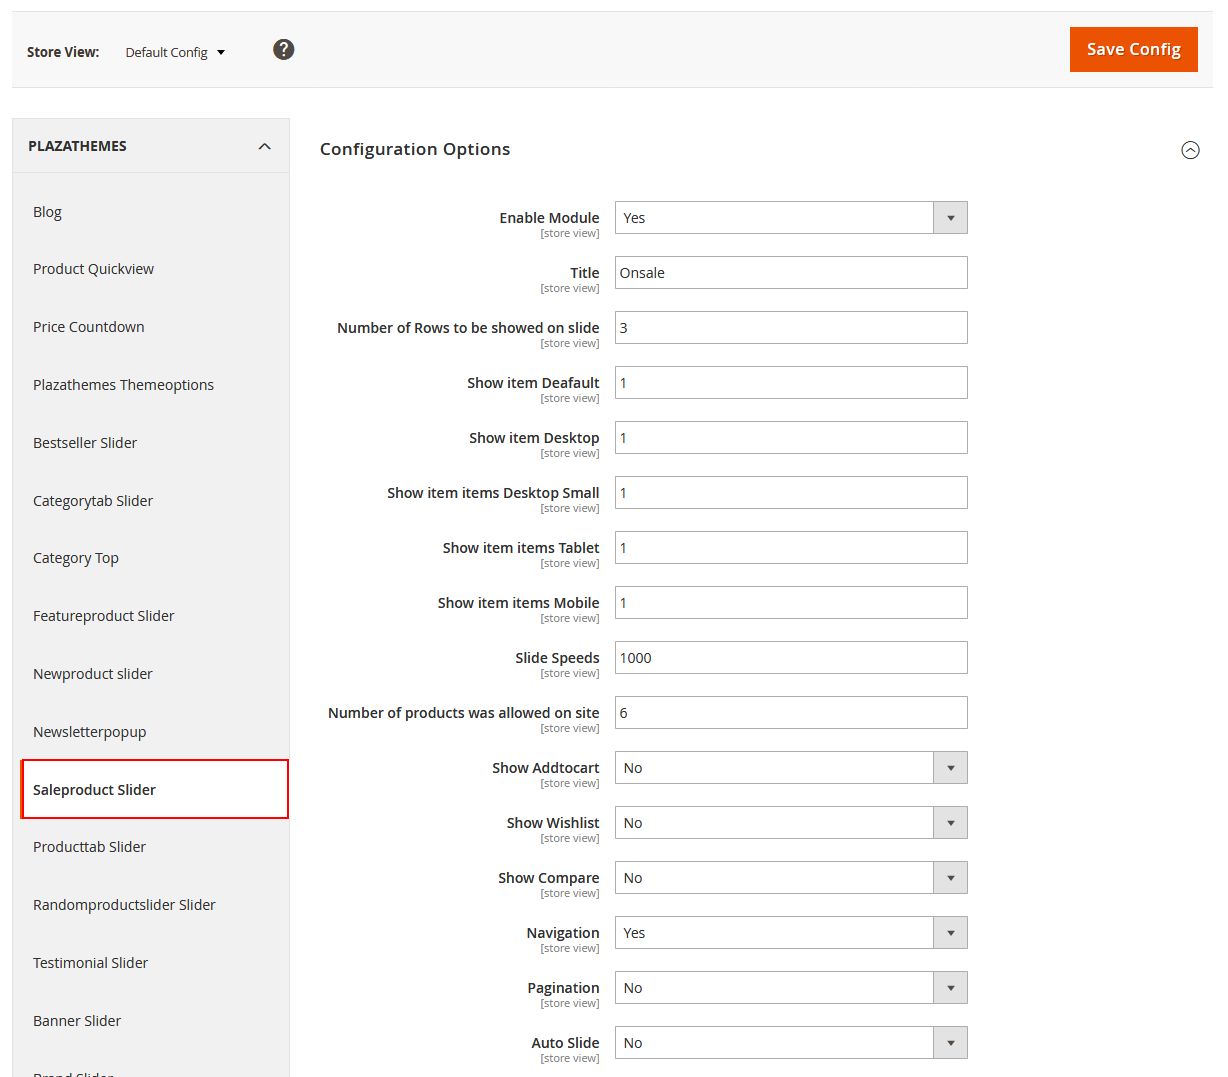 Store View: Default Config ?
Save Config
PLAZATHEMES
Blog
Product Quickview
Price Countdown
Plazathemes Themeoptions
Bestseller Slider
Categorytab Slider
Category Top
Featureproduct Slider
Newproduct slider
Newsletterpopup
Saleproduct Slider
Producttab Slider
Randomproductslider Slider
Testimonial Slider
Banner Slider
Brand Slider
Configuration Options
Enable Module Yes
[store view]
Title Onsale
[store view]
Number of Rows to be showed on slide 3
[store view]
Show item Deafault 1
[store view]
Show item Desktop 1
[store view]
Show item items Desktop Small 1
[store view]
Show item items Tablet 1
[store view]
Show item items Mobile 1
[store view]
Slide Speeds 1000
[store view]
Number of products was allowed on site 6
[store view]
Show Addtocart No
[store view]
Show Wishlist No
[store view]
Show Compare No
[store view]
Navigation Yes
[store view]
Pagination No
[store view]
Auto Slide No
[store view]